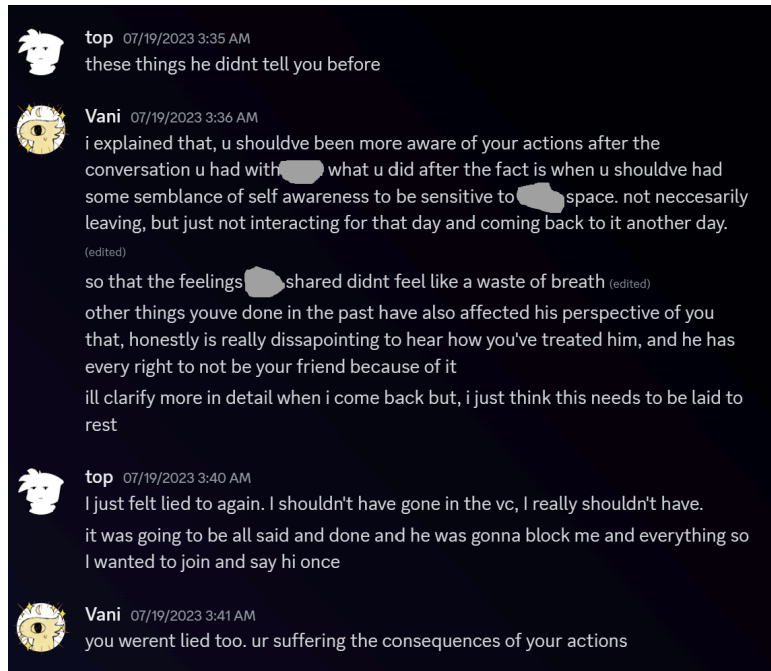 top 07/19/2023 3:35 AM
these things he didnt tell you before
Vani 07/19/2023 3:36 AM
i explained that, u shouldve been more aware of your actions after the
conversation u had with what u did after the fact is when u shouldve had
some semblance of self awareness to be sensitive to space. not neccesarily
leaving, but just not interacting for that day and coming back to it another day.
(edited)
so that the feelings shared didnt feel like a waste of breath (edited)
other things youve done in the past have also affected his perspective of you
that, honestly is really dissapointing to hear how you've treated him, and he has
every right to not be your friend because of it
ill clarify more in detail when i come back but, i just think this needs to be laid to
rest
top 07/19/2023 3:40 AM
I just felt lied to again. I shouldn't have gone in the vc, I really shouldn't have.
it was going to be all said and done and he was gonna block me and everything so
I wanted to join and say hi once
Vani 07/19/2023 3:41 AM
you werent lied too. ur suffering the consequences of your actions